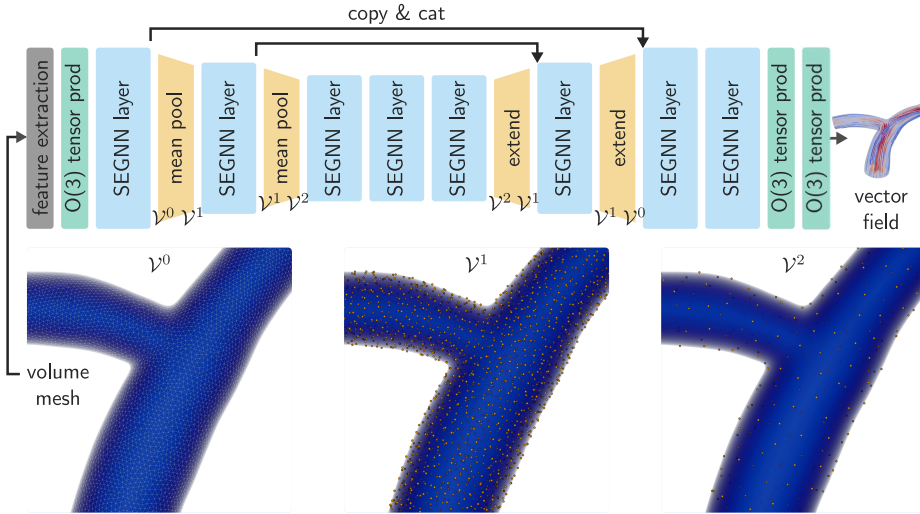 copy & cat
feature extraction
O(3) tensor prod
SEGNN layer
mean pool
𝒱⁰ 𝒱¹
SEGNN layer
mean pool
𝒱¹ 𝒱²
SEGNN layer
SEGNN layer
SEGNN layer
extend
𝒱² 𝒱¹
SEGNN layer
extend
𝒱¹ 𝒱⁰
SEGNN layer
SEGNN layer
O(3) tensor prod
O(3) tensor prod
vector
field
𝒱⁰
𝒱¹
𝒱²
volume
mesh